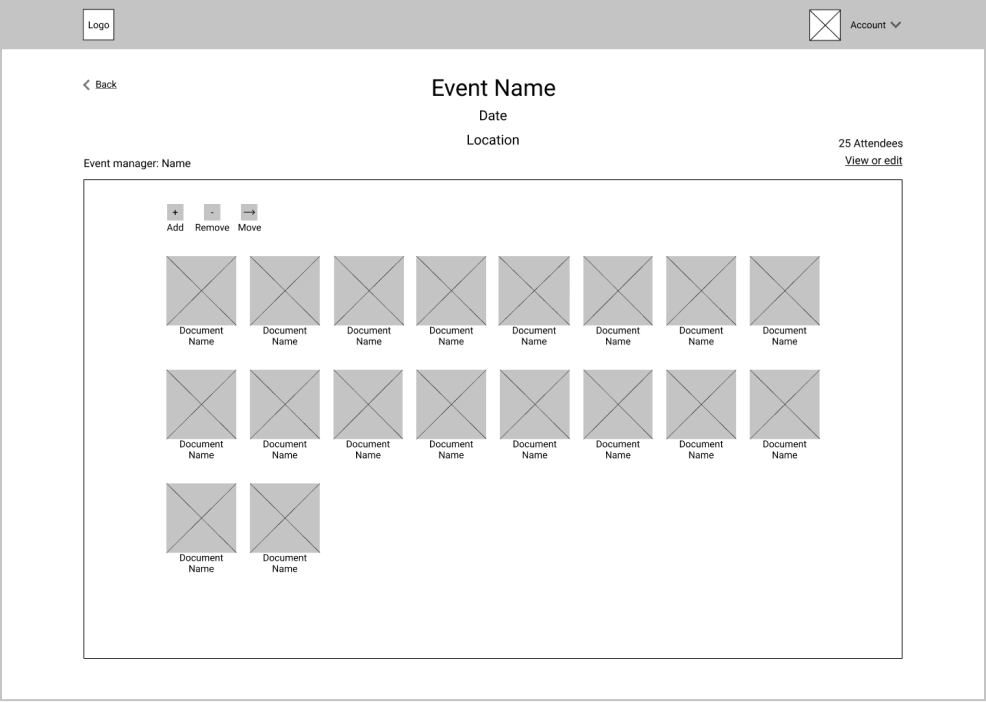 Logo
Account
Back
Event Name
Date
Location
25 Attendees
View or edit
Event manager: Name
+ - →
Add Remove Move
Document Document Document Document Document Document Document Document
Name Name Name Name Name Name Name Name
Document Document Document Document Document Document Document Document
Name Name Name Name Name Name Name Name
Document Document
Name Name